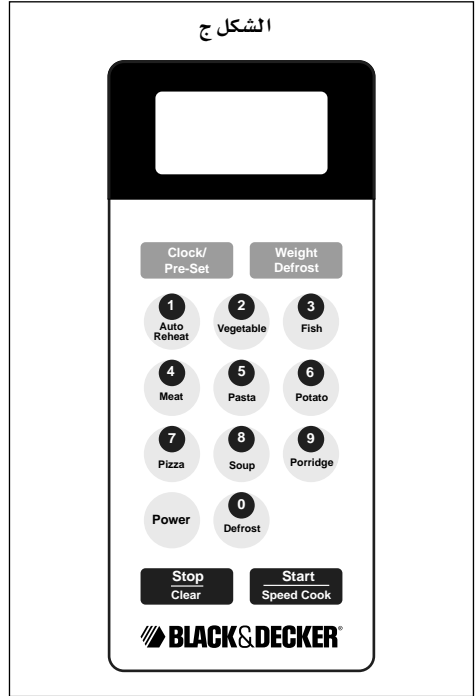 الشكل ج
Clock/ Weight
Pre-Set Defrost
1 2 3
Auto Vegetable Fish
Reheat
4 5 6
Meat Pasta Potato
7 8 9
Pizza Soup Porridge
Power 0
Defrost
Stop Start
Clear Speed Cook
BLACK&DECKER®